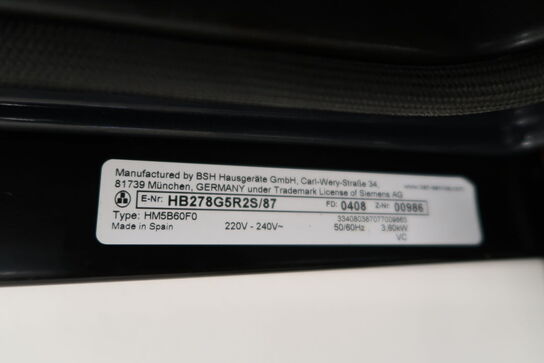 Manufactured by BSH Hausgeräte GmbH, Carl-Wery-Straße 34,
81739 München, GERMANY under Trademark License of Siemens AG
E-Nr: HB278G5R2S/87 FD: 0408 Z-Nr: 00986
Type: HM5B60F0
Made in Spain 220V - 240V~ 50/60Hz 3,60kW
VC